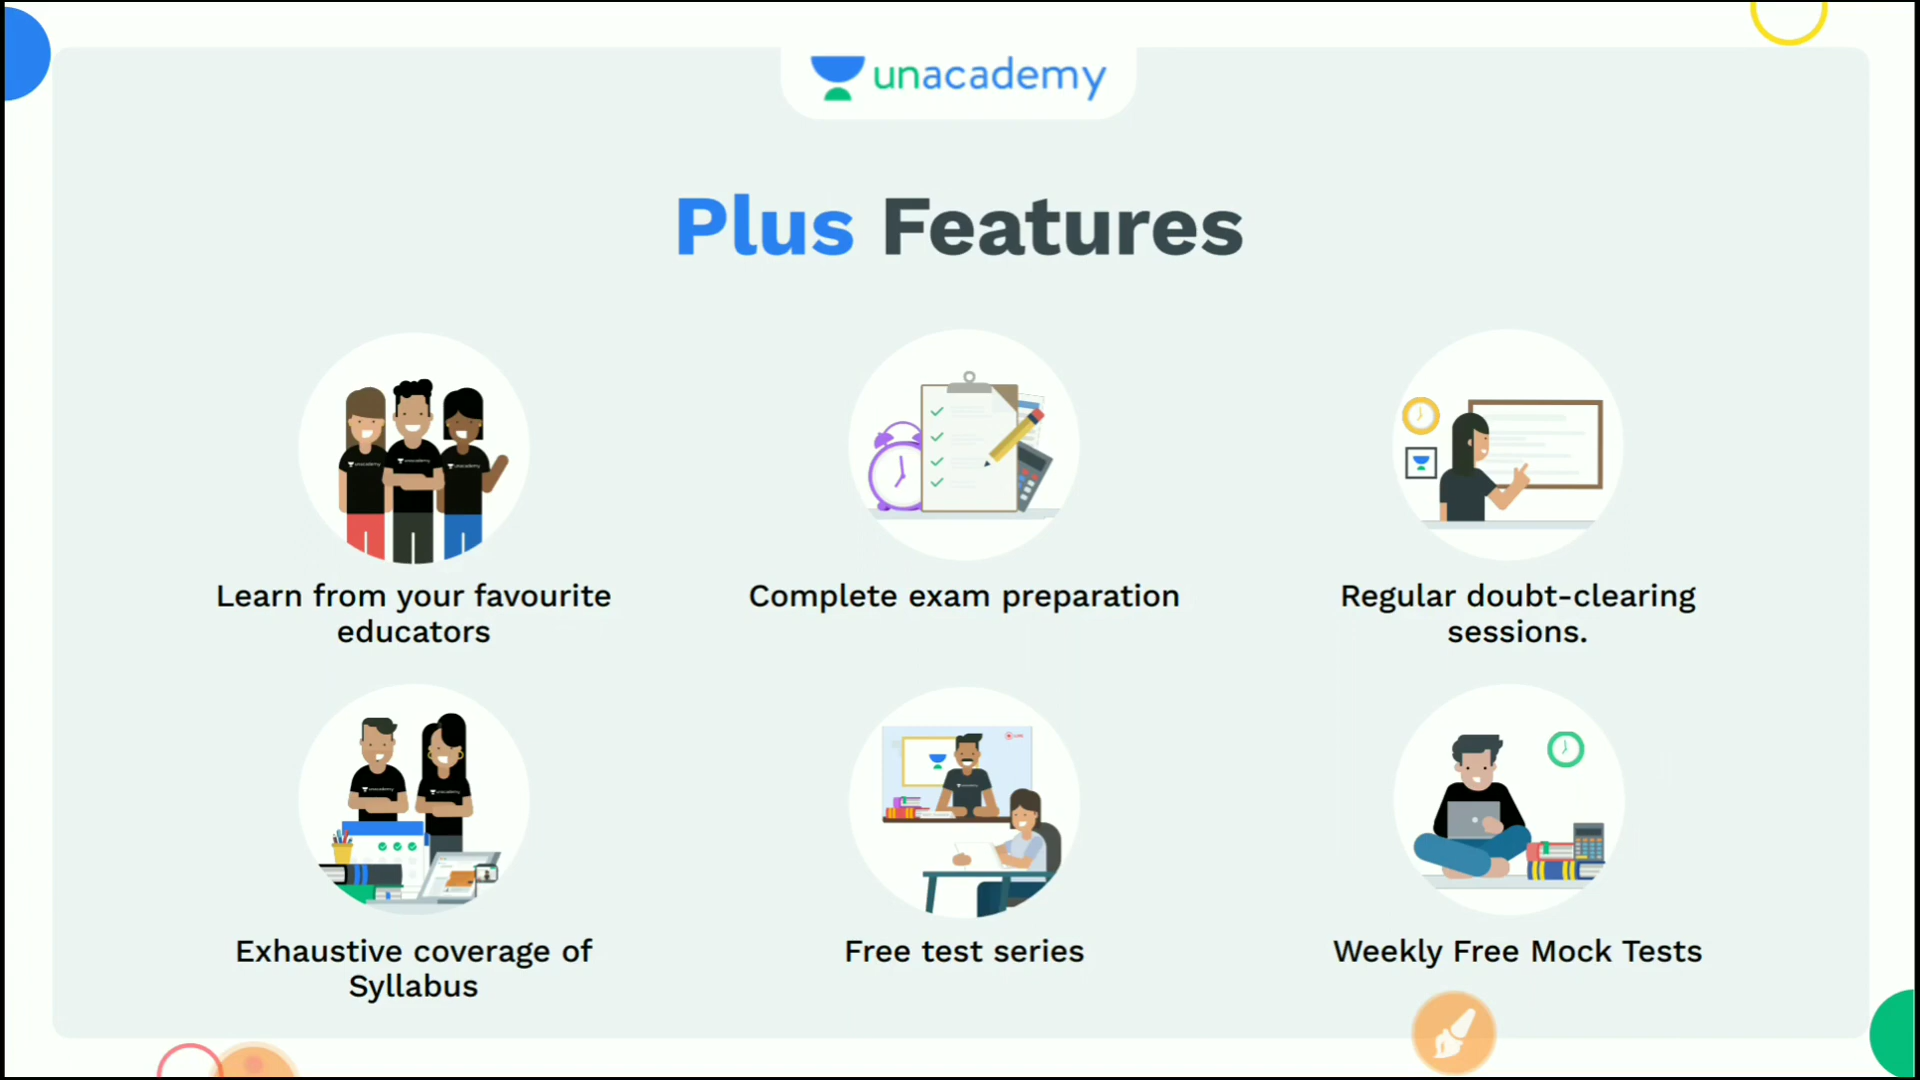 unacademy
Plus Features
Learn from your favourite
educators
Complete exam preparation
Regular doubt-clearing
sessions.
Exhaustive coverage of
Syllabus
Free test series
Weekly Free Mock Tests